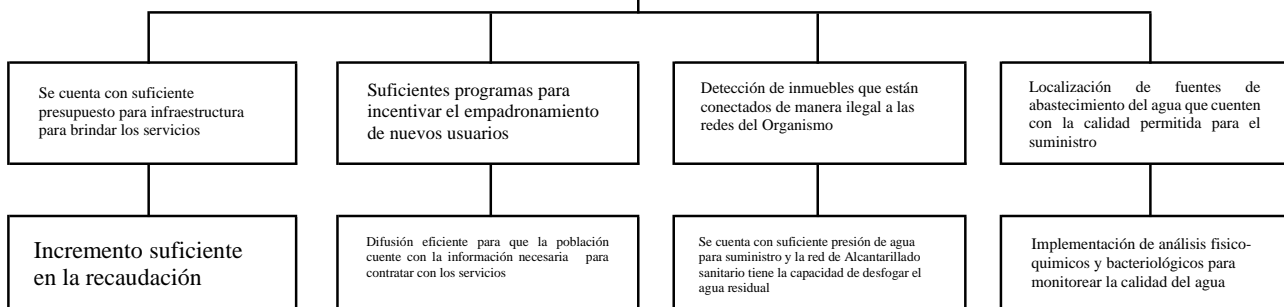 Se cuenta con suficiente
presupuesto para infraestructura
para brindar los servicios
Suficientes programas para
incentivar el empadronamiento
de nuevos usuarios
Detección de inmuebles que están
conectados de manera ilegal a las
redes del Organismo
Localización de fuentes de
abastecimiento del agua que cuenten
con la calidad permitida para el
suministro
Incremento suficiente
en la recaudación
Difusión eficiente para que la población
cuente con la información necesaria para
contratar con los servicios
Se cuenta con suficiente presión de agua
para suministro y la red de Alcantarillado
sanitario tiene la capacidad de desfogar el
agua residual
Implementación de análisis fisico-
quimicos y bacteriológicos para
monitorear la calidad del agua